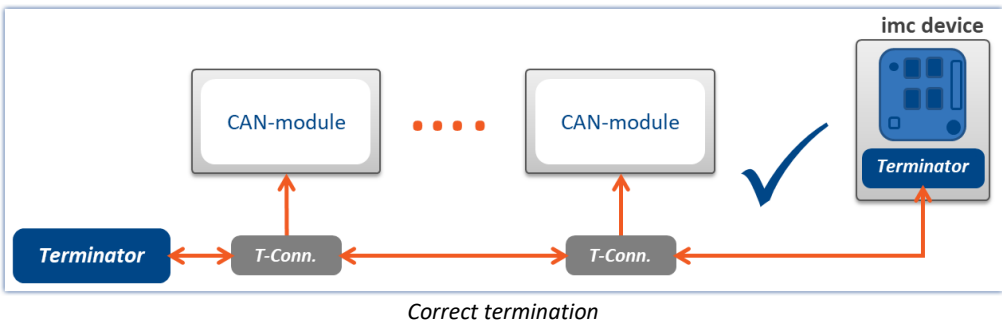 imc device
CAN-module
CAN-module
Terminator
Terminator
T-Conn.
T-Conn.
Correct termination